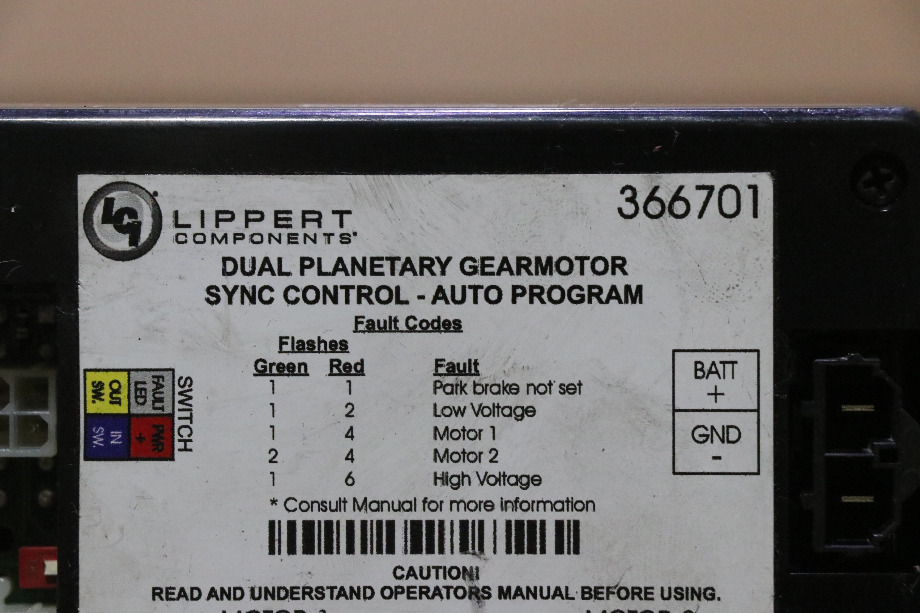 LCI
LIPPERT
COMPONENTS®
366701
DUAL PLANETARY GEARMOTOR
SYNC CONTROL - AUTO PROGRAM
Fault Codes
Flashes
Green Red Fault
1 1 Park brake not set
1 2 Low Voltage
1 4 Motor 1
2 4 Motor 2
1 6 High Voltage
* Consult Manual for more information
SWITCH
FAULT LED
PWR +
OUT SW.
IN SW.
BATT
+
GND
-
CAUTION!
READ AND UNDERSTAND OPERATORS MANUAL BEFORE USING.